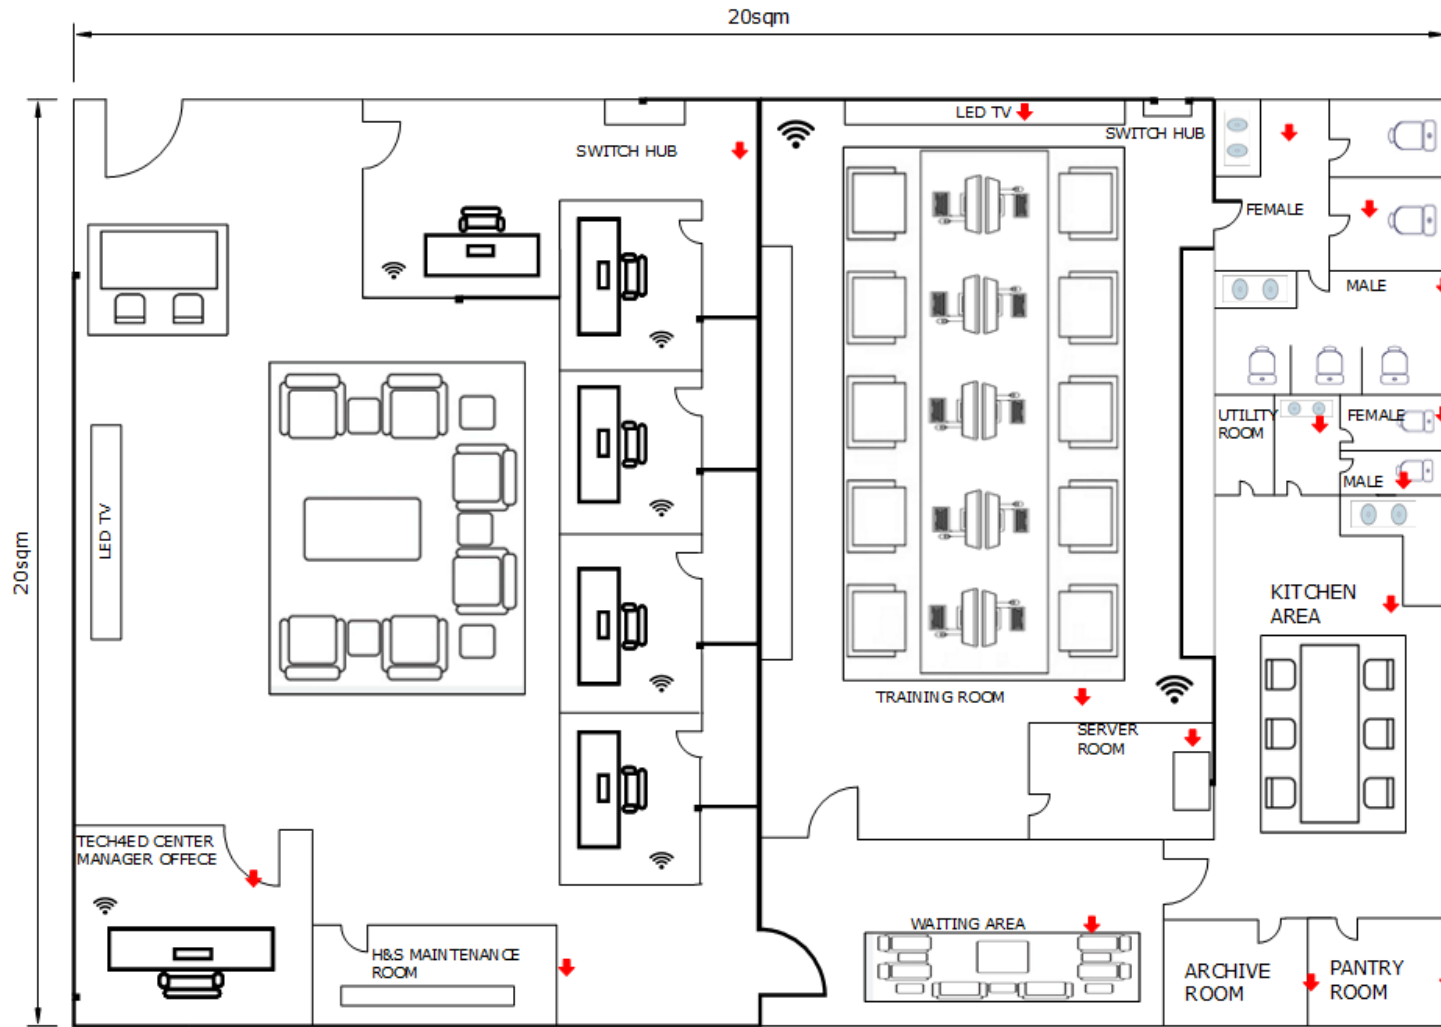 20sqm
LED TV
SWITCH HUB
SWITCH HUB
FEMALE
MALE
UTILITY
ROOM
FEMALE
MALE
LED TV
20sqm
KITCHEN
AREA
TRAINING ROOM
SERVER
ROOM
TECH4ED CENTER
MANAGER OFFECE
WAITING AREA
H&S MAINTENANCE
ROOM
ARCHIVE
ROOM
PANTRY
ROOM